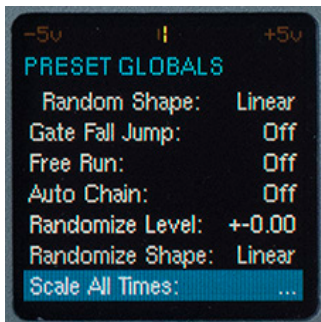 -5v +5v
PRESET GLOBALS
Random Shape: Linear
Gate Fall Jump: Off
Free Run: Off
Auto Chain: Off
Randomize Level: +-0.00
Randomize Shape: Linear
Scale All Times: ...